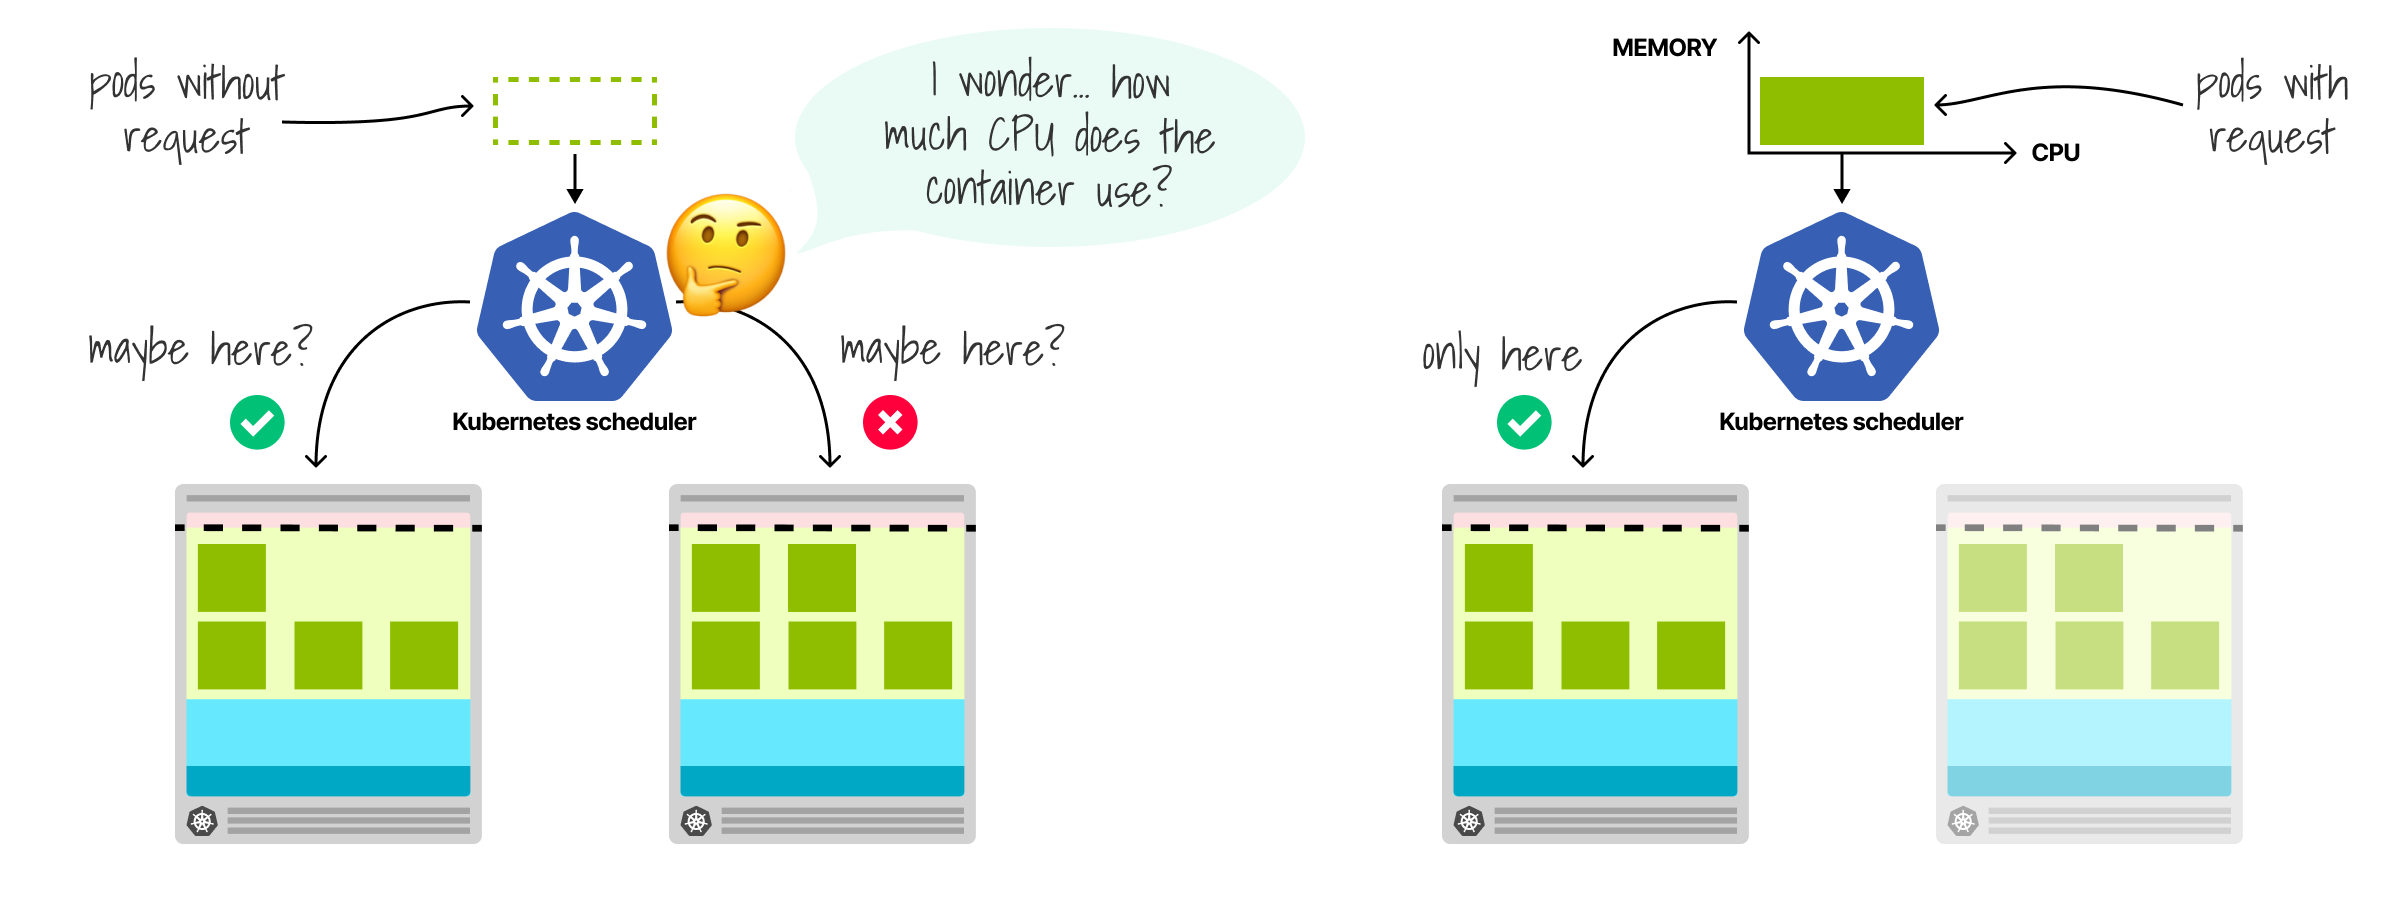 pods without
request
I wonder... how
much CPU does the
container use?
maybe here?
maybe here?
Kubernetes scheduler
MEMORY
CPU
pods with
request
only here
Kubernetes scheduler